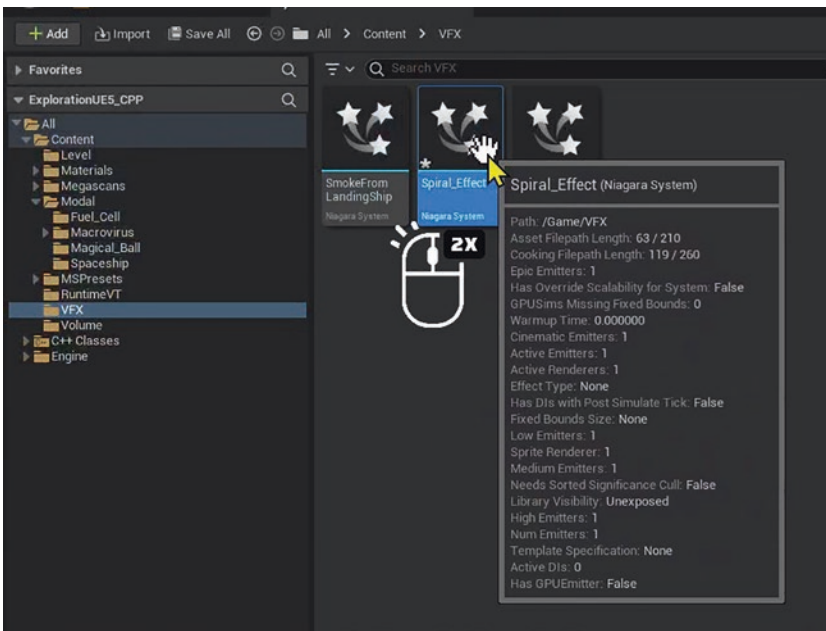 Add Import Save All All > Content > VFX
Favorites
Search VFX
ExplorationUE5_CPP
All
Content
Level
Materials
Megascans
Modal
Fuel_Cell
Macrovirus
Magical_Ball
Spaceship
MSPresets
RuntimeVT
VFX
Volume
C++ Classes
Engine
SmokeFrom
LandingShip
Niagara System
Spiral_Effect
Niagara System
2X
Spiral_Effect (Niagara System)
Path: /Game/VFX
Asset Filepath Length: 63 / 210
Cooking Filepath Length: 119 / 260
Epic Emitters: 1
Has Override Scalability for System: False
GPUSims Missing Fixed Bounds: 0
Warmup Time: 0.000000
Cinematic Emitters: 1
Active Emitters: 1
Active Renderers: 1
Effect Type: None
Has DIs with Post Simulate Tick: False
Fixed Bounds Size: None
Low Emitters: 1
Sprite Renderer: 1
Medium Emitters: 1
Needs Sorted Significance Cull: False
Library Visibility: Unexposed
High Emitters: 1
Num Emitters: 1
Template Specification: None
Active DIs: 0
Has GPUEmitter: False